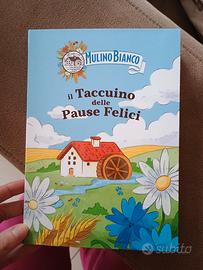 MULINO BIANCO
il Taccuino
delle
Pause Felici
subito